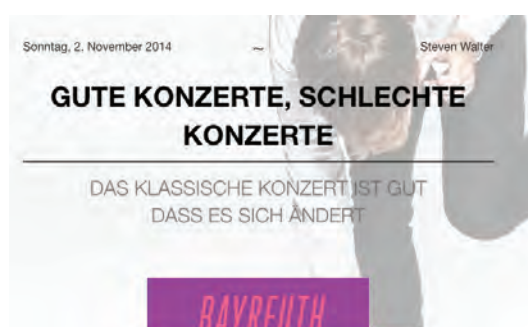 Sonntag, 2. November 2014 ~ Steven Walter
GUTE KONZERTE, SCHLECHTE
KONZERTE
DAS KLASSISCHE KONZERT IST GUT
DASS ES SICH ÄNDERT
BAYREUTH